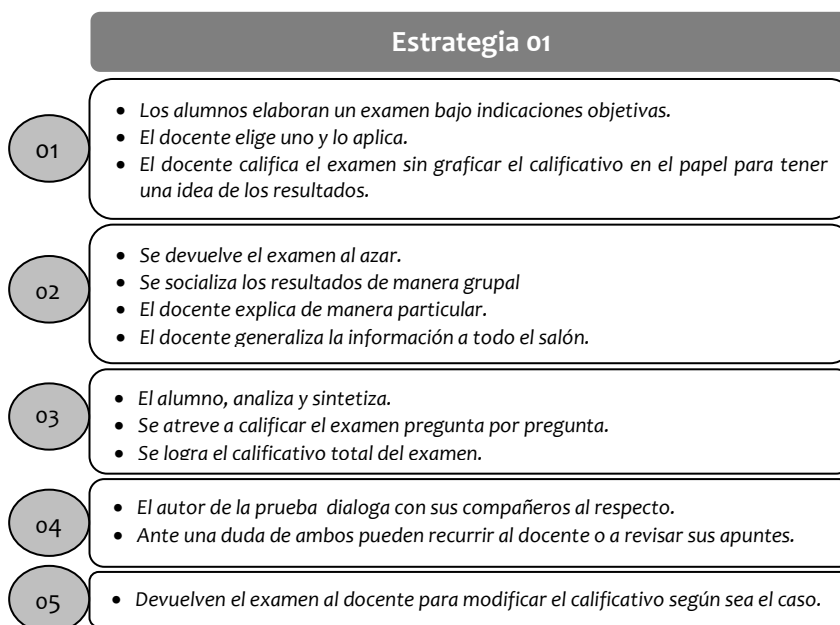 Estrategia 01
01
• Los alumnos elaboran un examen bajo indicaciones objetivas.
• El docente elige uno y lo aplica.
• El docente califica el examen sin graficar el calificativo en el papel para tener
una idea de los resultados.
02
• Se devuelve el examen al azar.
• Se socializa los resultados de manera grupal
• El docente explica de manera particular.
• El docente generaliza la información a todo el salón.
03
• El alumno, analiza y sintetiza.
• Se atreve a calificar el examen pregunta por pregunta.
• Se logra el calificativo total del examen.
04
• El autor de la prueba dialoga con sus compañeros al respecto.
• Ante una duda de ambos pueden recurrir al docente o a revisar sus apuntes.
05
• Devuelven el examen al docente para modificar el calificativo según sea el caso.